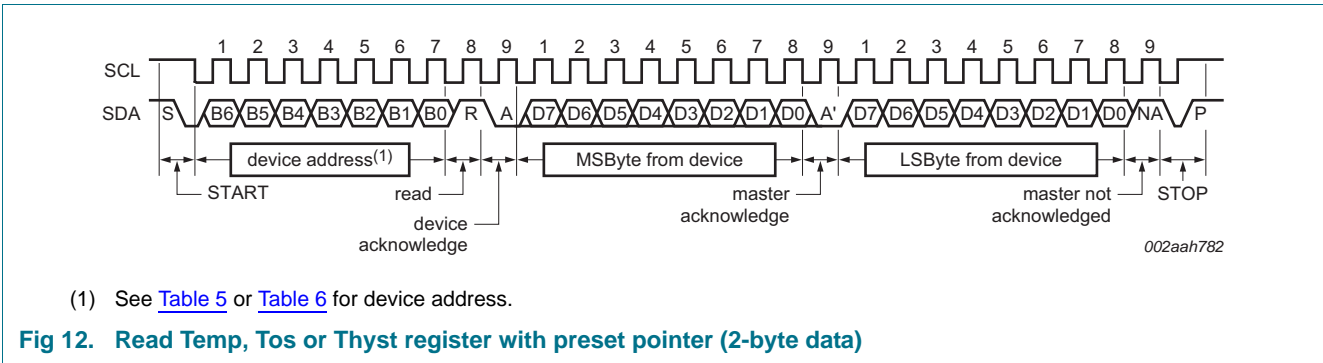 1 2 3 4 5 6 7 8 9 1 2 3 4 5 6 7 8 9 1 2 3 4 5 6 7 8 9
SCL
SDA S B6 B5 B4 B3 B2 B1 B0 R A D7 D6 D5 D4 D3 D2 D1 D0 A' D7 D6 D5 D4 D3 D2 D1 D0 NA P
device address(1) MSByte from device LSByte from device
START read master master not STOP
device acknowledge acknowledged
acknowledge
002aah782
(1) See Table 5 or Table 6 for device address.
Fig 12. Read Temp, Tos or Thyst register with preset pointer (2-byte data)